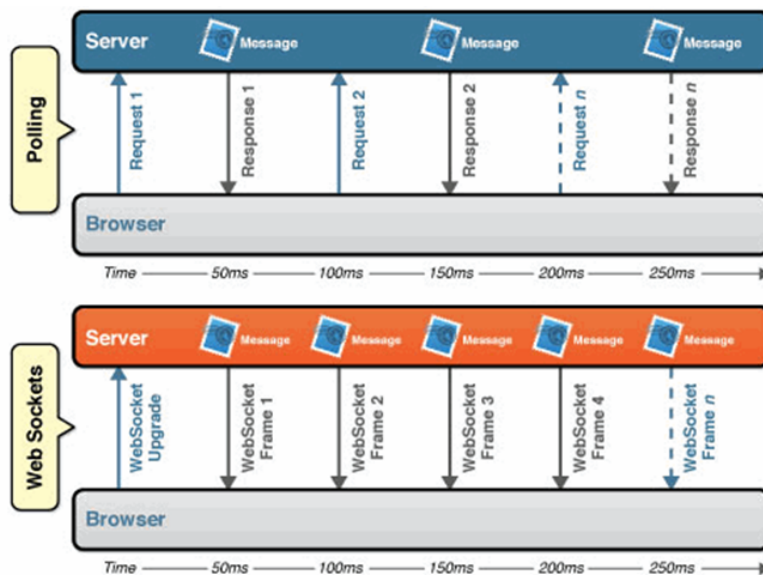 Polling
Server
Message
Message
Message
Request 1
Response 1
Request 2
Response 2
Request n
Response n
Browser
Time 50ms 100ms 150ms 200ms 250ms
Web Sockets
Server
Message
Message
Message
Message
Message
WebSocket
Upgrade
WebSocket
Frame 1
WebSocket
Frame 2
WebSocket
Frame 3
WebSocket
Frame 4
WebSocket
Frame n
Browser
Time 50ms 100ms 150ms 200ms 250ms